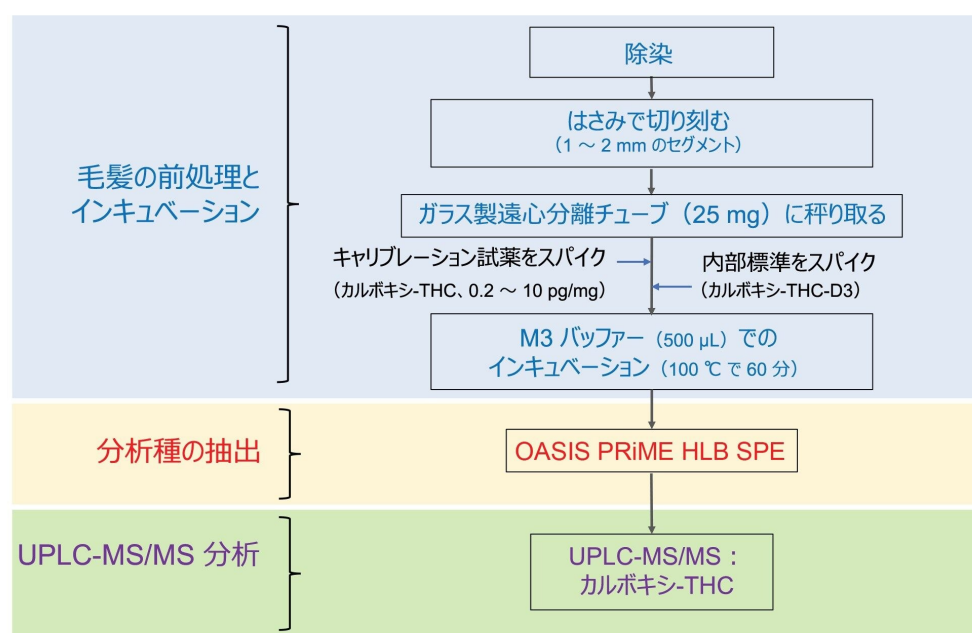 除染
はさみで切り刻む
（1 ～ 2 mm のセグメント）
毛髪の前処理と
インキュベーション
ガラス製遠心分離チューブ（25 mg）に秤り取る
キャリブレーション試薬をスパイク
（カルボキシ-THC、0.2 ～ 10 pg/mg）
内部標準をスパイク
（カルボキシ-THC-D3）
M3 バッファー（500 µL）での
インキュベーション（100 ℃ で 60 分）
分析種の抽出
OASIS PRiME HLB SPE
UPLC-MS/MS 分析
UPLC-MS/MS：
カルボキシ-THC